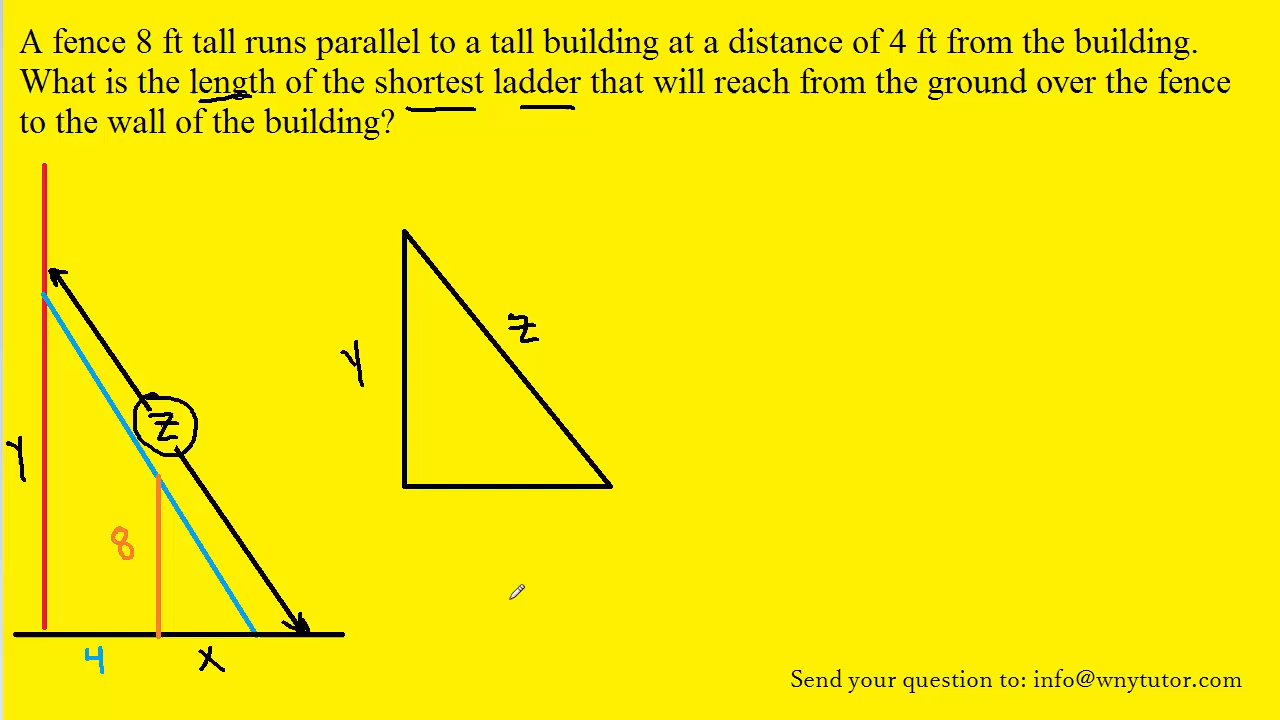 A fence 8 ft tall runs parallel to a tall building at a distance of 4 ft from the building.
What is the length of the shortest ladder that will reach from the ground over the fence
to the wall of the building?
z
y
z
y
8
4
x
Send your question to: info@wnytutor.com